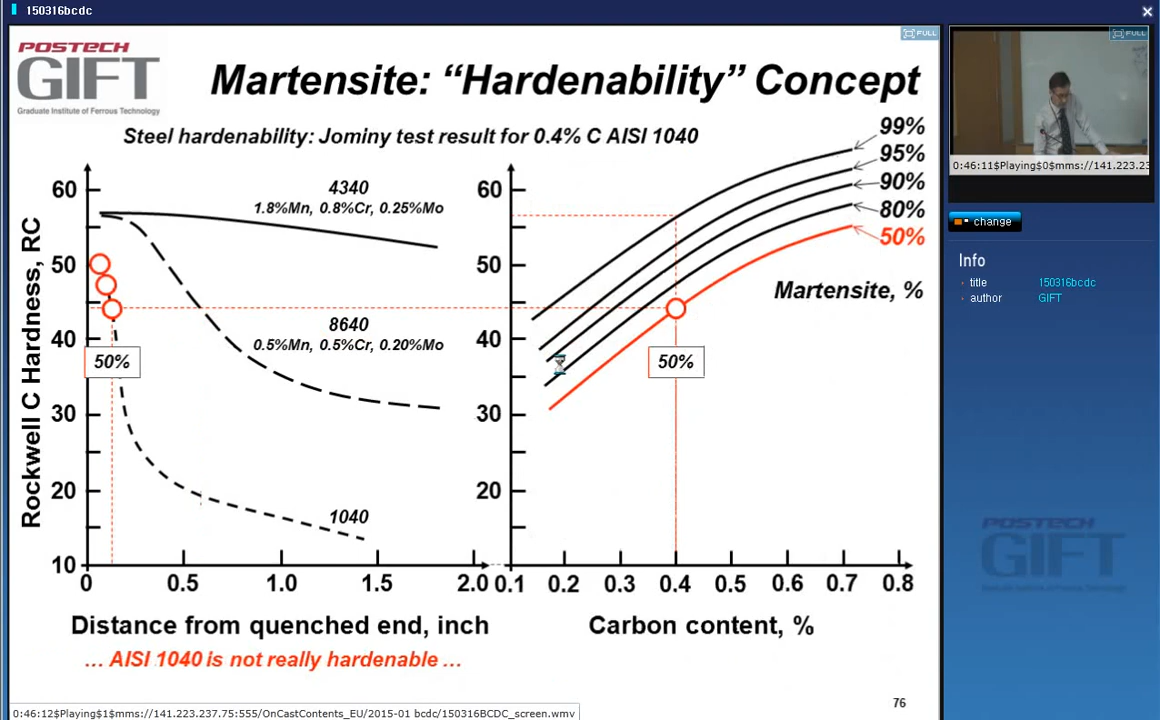 150316bcdc
POSTECH
GIFT
Graduate Institute of Ferrous Technology
FULL
Martensite: “Hardenability” Concept
Steel hardenability: Jominy test result for 0.4% C AISI 1040
Rockwell C Hardness, RC
60
50
40
30
20
10
4340
1.8%Mn, 0.8%Cr, 0.25%Mo
8640
0.5%Mn, 0.5%Cr, 0.20%Mo
50%
1040
0 0.5 1.0 1.5 2.0
Distance from quenched end, inch
60
50
40
30
20
99%
95%
90%
80%
50%
Martensite, %
50%
0.1 0.2 0.3 0.4 0.5 0.6 0.7 0.8
Carbon content, %
... AISI 1040 is not really hardenable ...
76
0:46:12$Playing$1$mms://141.223.237.75:555/OnCastContents_EU/2015-01 bcdc/150316BCDC_screen.wmv
FULL
0:46:11$Playing$0$mms://141.223.23
change
Info
title 150316bcdc
author GIFT
POSTECH
GIFT
Graduate Institute of Ferrous Technology